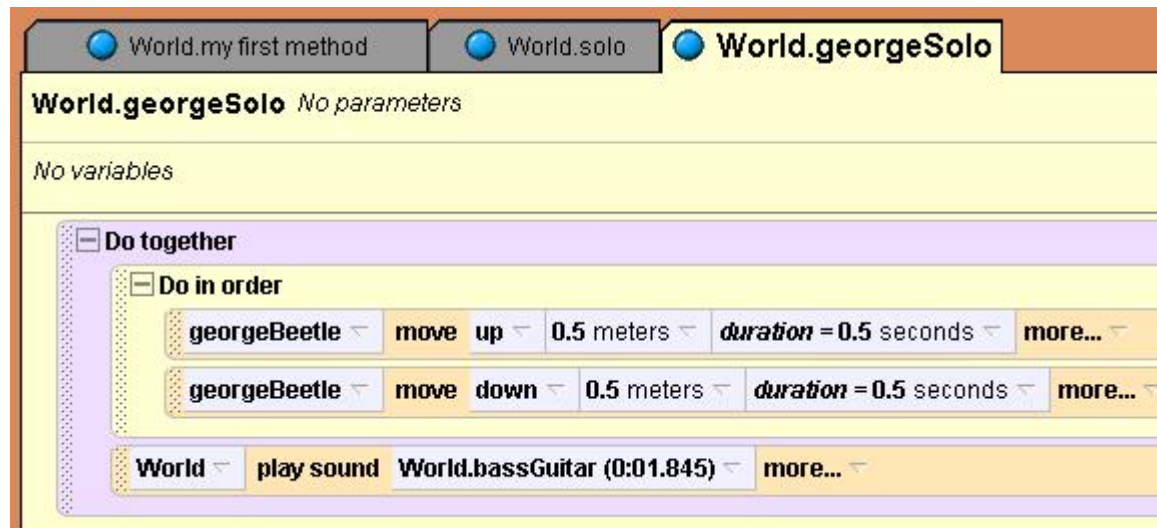 World.my first method World.solo World.georgeSolo
World.georgeSolo No parameters
No variables
Do together
Do in order
georgeBeetle move up 0.5 meters duration = 0.5 seconds more...
georgeBeetle move down 0.5 meters duration = 0.5 seconds more...
World play sound World.bassGuitar (0:01.845) more...